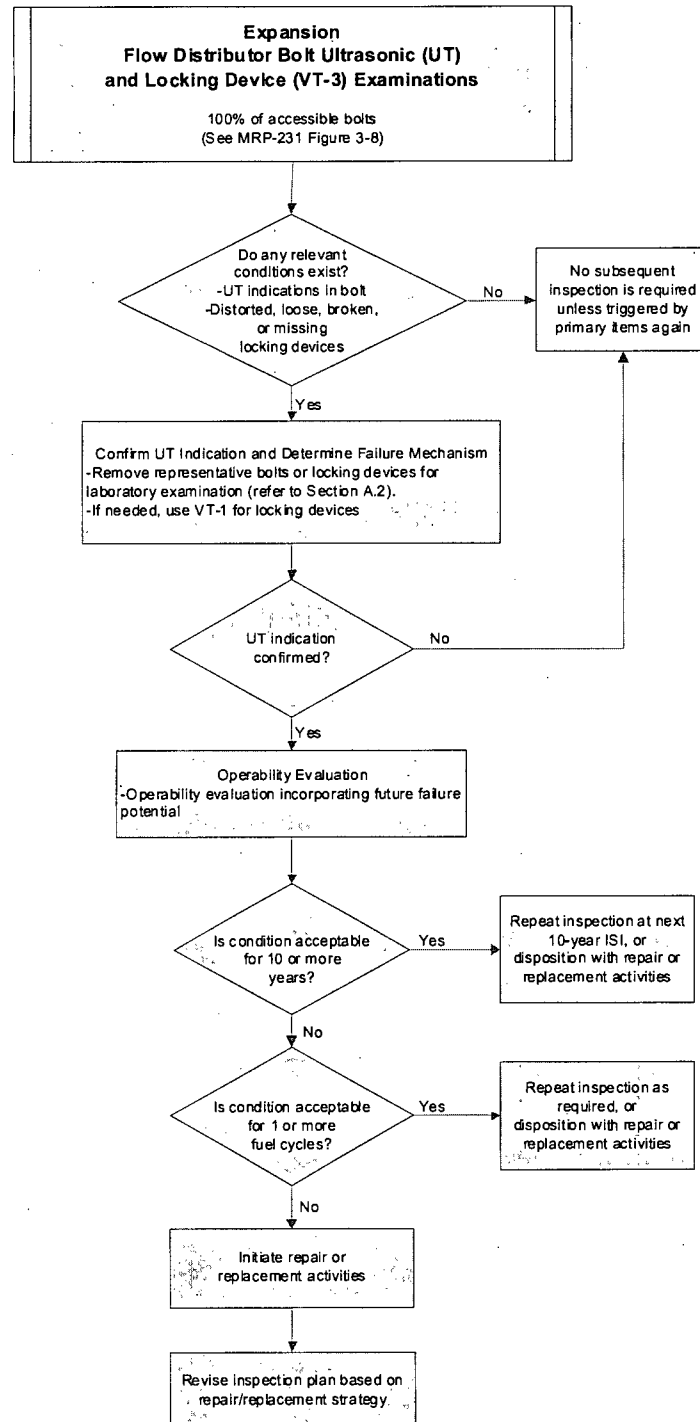 Expansion
Flow Distributor Bolt Ultrasonic (UT)
and Locking Device (VT-3) Examinations
100% of accessible bolts
(See MRP-231 Figure 3-8)
Do any relevant
conditions exist?
-UT indications in bolt
-Distorted, loose, broken,
or missing
locking devices
No
No subsequent
inspection is required
unless triggered by
primary items again
Yes
Confirm UT Indication and Determine Failure Mechanism
-Remove representative bolts or locking devices for
laboratory examination (refer to Section A.2).
-If needed, use VT-1 for locking devices
UT indication
confirmed?
No
Yes
Operability Evaluation
-Operability evaluation incorporating future failure
potential
Is condition acceptable
for 10 or more
years?
Yes
Repeat inspection at next
10-year ISI, or
disposition with repair or
replacement activities
No
Is condition acceptable
for 1 or more
fuel cycles?
Yes
Repeat inspection as
required, or
disposition with repair or
replacement activities
No
Initiate repair or
replacement activities
Revise inspection plan based on
repair/replacement strategy